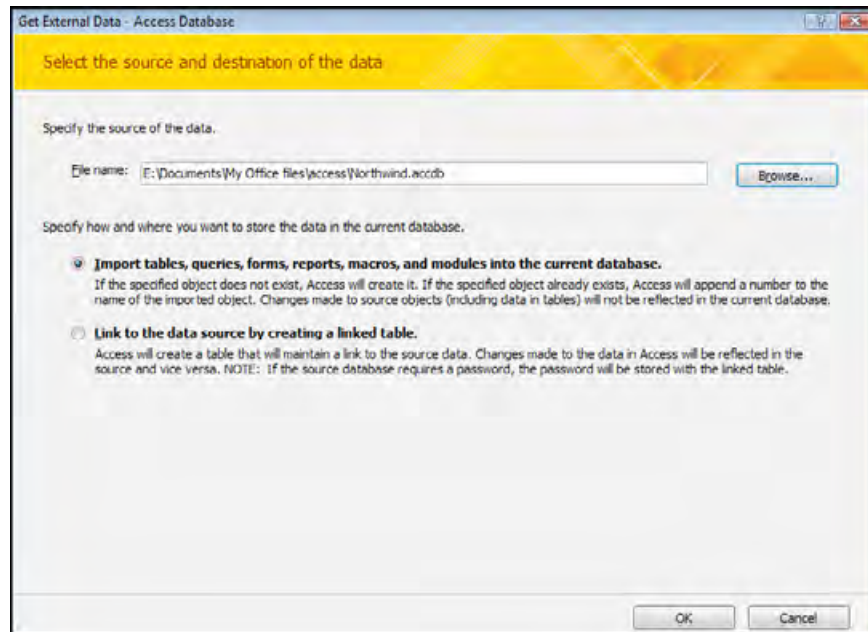 Get External Data - Access Database
Select the source and destination of the data
Specify the source of the data.
File name: E:\Documents\My Office files\access\Northwind.accdb Browse...
Specify how and where you want to store the data in the current database.
Import tables, queries, forms, reports, macros, and modules into the current database.
If the specified object does not exist, Access will create it. If the specified object already exists, Access will append a number to the
name of the imported object. Changes made to source objects (including data in tables) will not be reflected in the current database.
Link to the data source by creating a linked table.
Access will create a table that will maintain a link to the source data. Changes made to the data in Access will be reflected in the
source and vice versa. NOTE: If the source database requires a password, the password will be stored with the linked table.
OK Cancel